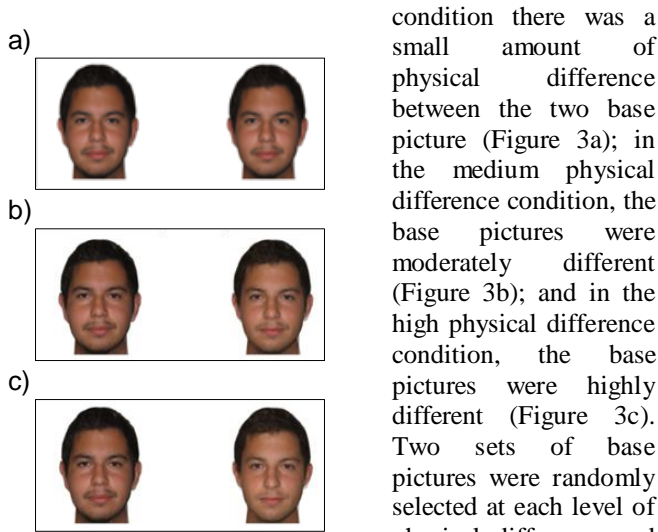 a)
b)
c)
condition there was a
small amount of
physical difference
between the two base
picture (Figure 3a); in
the medium physical
difference condition, the
base pictures were
moderately different
(Figure 3b); and in the
high physical difference
condition, the base
pictures were highly
different (Figure 3c).
Two sets of base
pictures were randomly
selected at each level of